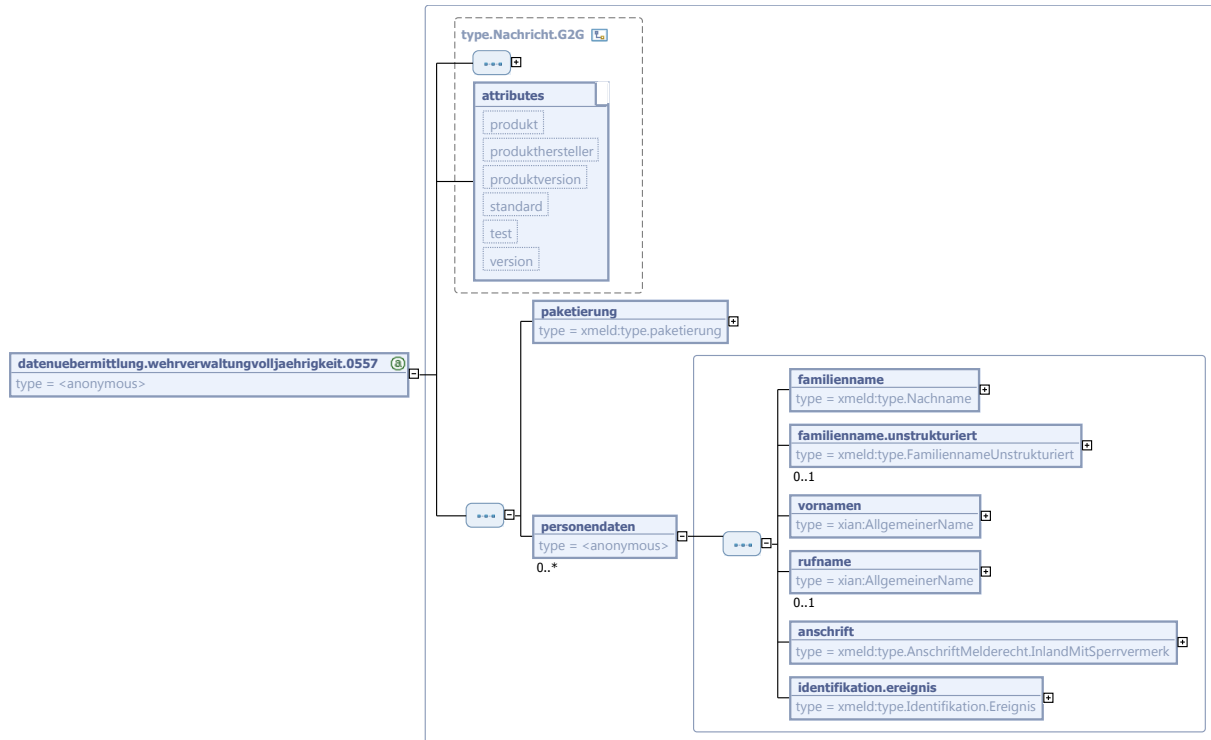 type.Nachricht.G2G
attributes
produkt
produkthersteller
produktversion
standard
test
version
datenuebermittlung.wehrverwaltungvolljaehrigkeit.0557
type = <anonymous>
paketierung
type = xmeld:type.paketierung
personendaten
type = <anonymous>
0..*
familienname
type = xmeld:type.Nachname
familienname.unstrukturiert
type = xmeld:type.FamiliennameUnstrukturiert
0..1
vornamen
type = xian:AllgemeinerName
rufname
type = xian:AllgemeinerName
0..1
anschrift
type = xmeld:type.AnschriftMelderecht.InlandMitSperrvermerk
identifikation.ereignis
type = xmeld:type.Identifikation.Ereignis